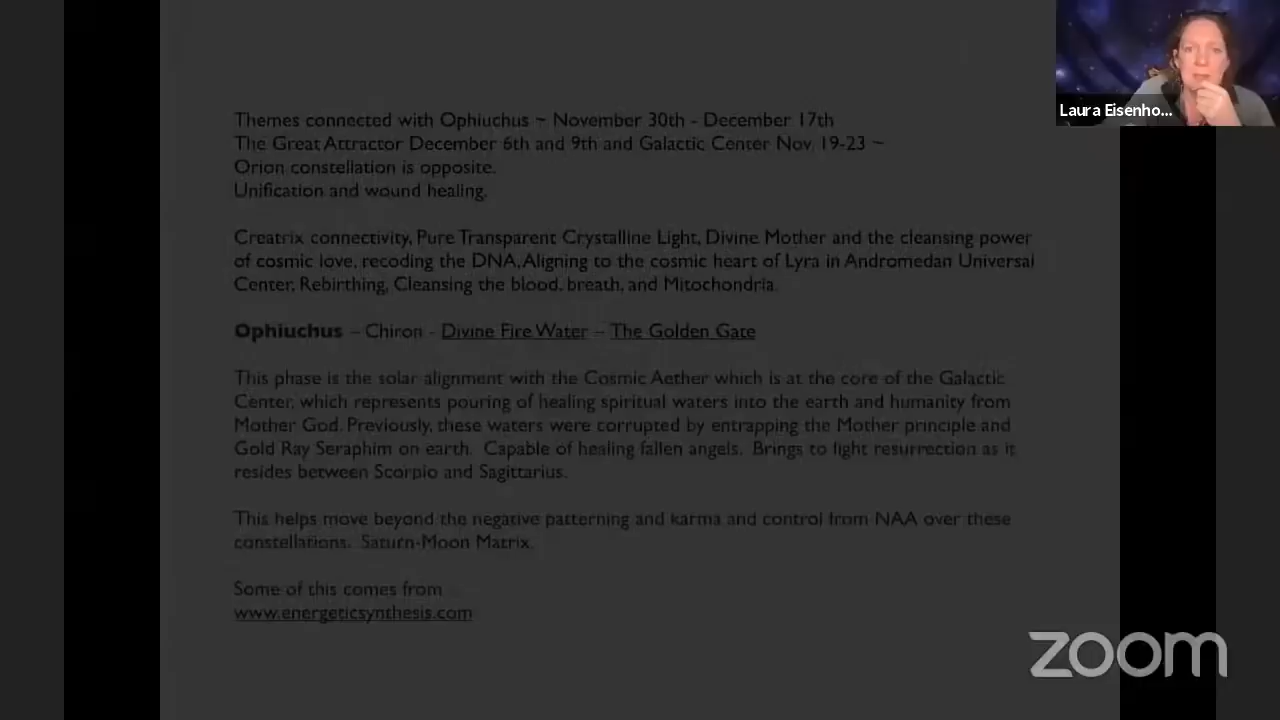 Laura Eisenho...
Themes connected with Ophiuchus ~ November 30th - December 17th
The Great Attractor December 6th and 9th and Galactic Center Nov. 19-23 ~
Orion constellation is opposite.
Unification and wound healing.
Creatrix connectivity, Pure Transparent Crystalline Light, Divine Mother and the cleansing power
of cosmic love, recoding the DNA, Aligning to the cosmic heart of Lyra in Andromedan Universal
Center, Rebirthing, Cleansing the blood, breath, and Mitochondria.
Ophiuchus – Chiron - Divine Fire Water – The Golden Gate
This phase is the solar alignment with the Cosmic Aether which is at the core of the Galactic
Center, which represents pouring of healing spiritual waters into the earth and humanity from
Mother God. Previously, these waters were corrupted by entrapping the Mother principle and
Gold Ray Seraphim on earth.  Capable of healing fallen angels.  Brings to light resurrection as it
resides between Scorpio and Sagittarius.
This helps move beyond the negative patterning and karma and control from NAA over these
constellations.  Saturn-Moon Matrix.
Some of this comes from
www.energeticsynthesis.com
zoom